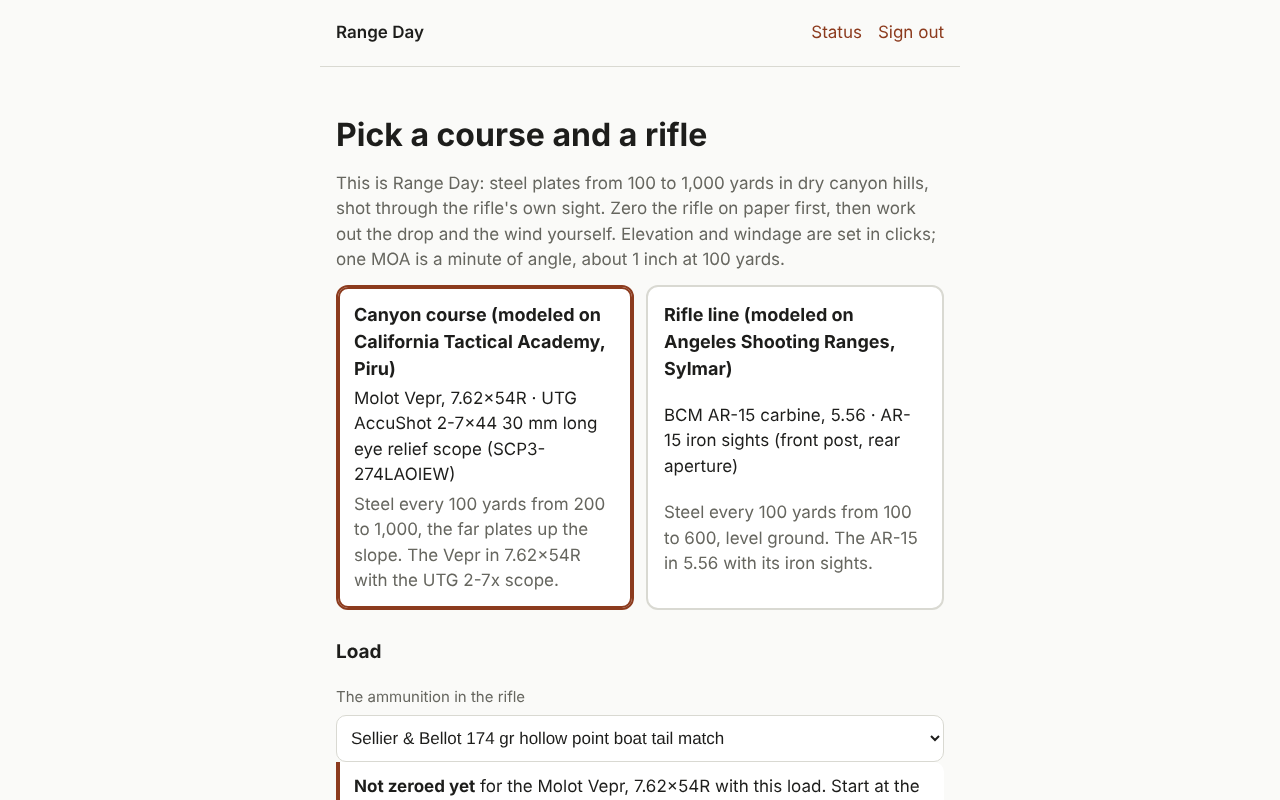 Range Day
Status Sign out
Pick a course and a rifle
This is Range Day: steel plates from 100 to 1,000 yards in dry canyon hills,
shot through the rifle's own sight. Zero the rifle on paper first, then work
out the drop and the wind yourself. Elevation and windage are set in clicks;
one MOA is a minute of angle, about 1 inch at 100 yards.
Canyon course (modeled on
California Tactical Academy,
Piru)
Molot Vepr, 7.62×54R · UTG
AccuShot 2-7×44 30 mm long
eye relief scope (SCP3-
274LAOIEW)
Steel every 100 yards from 200
to 1,000, the far plates up the
slope. The Vepr in 7.62×54R
with the UTG 2-7x scope.
Rifle line (modeled on
Angeles Shooting Ranges,
Sylmar)
BCM AR-15 carbine, 5.56 · AR-
15 iron sights (front post, rear
aperture)
Steel every 100 yards from 100
to 600, level ground. The AR-15
in 5.56 with its iron sights.
Load
The ammunition in the rifle
Sellier & Bellot 174 gr hollow point boat tail match
Not zeroed yet for the Molot Vepr, 7.62×54R with this load. Start at the